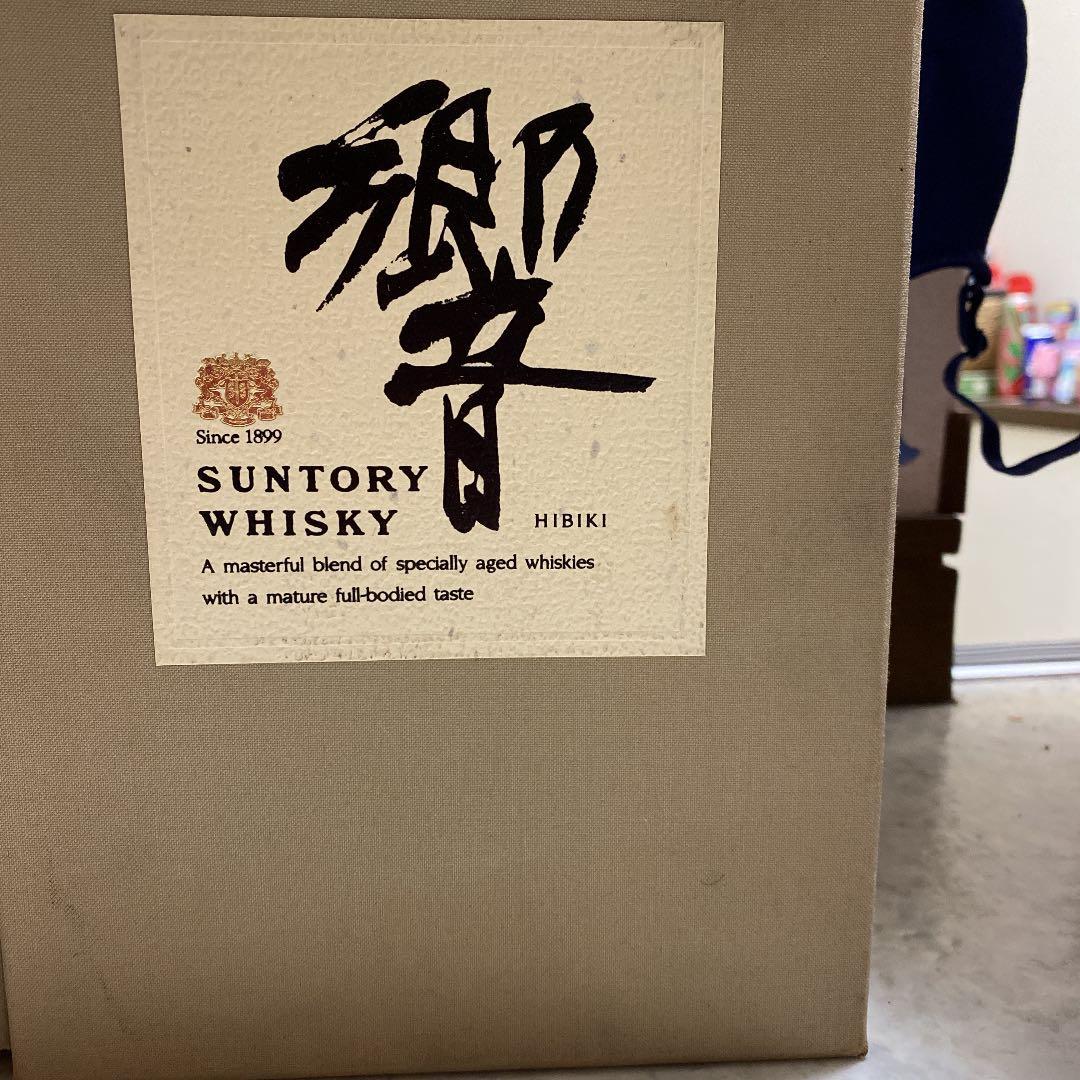 響
Since 1899
SUNTORY
WHISKY
HIBIKI
A masterful blend of specially aged whiskies
with a mature full-bodied taste